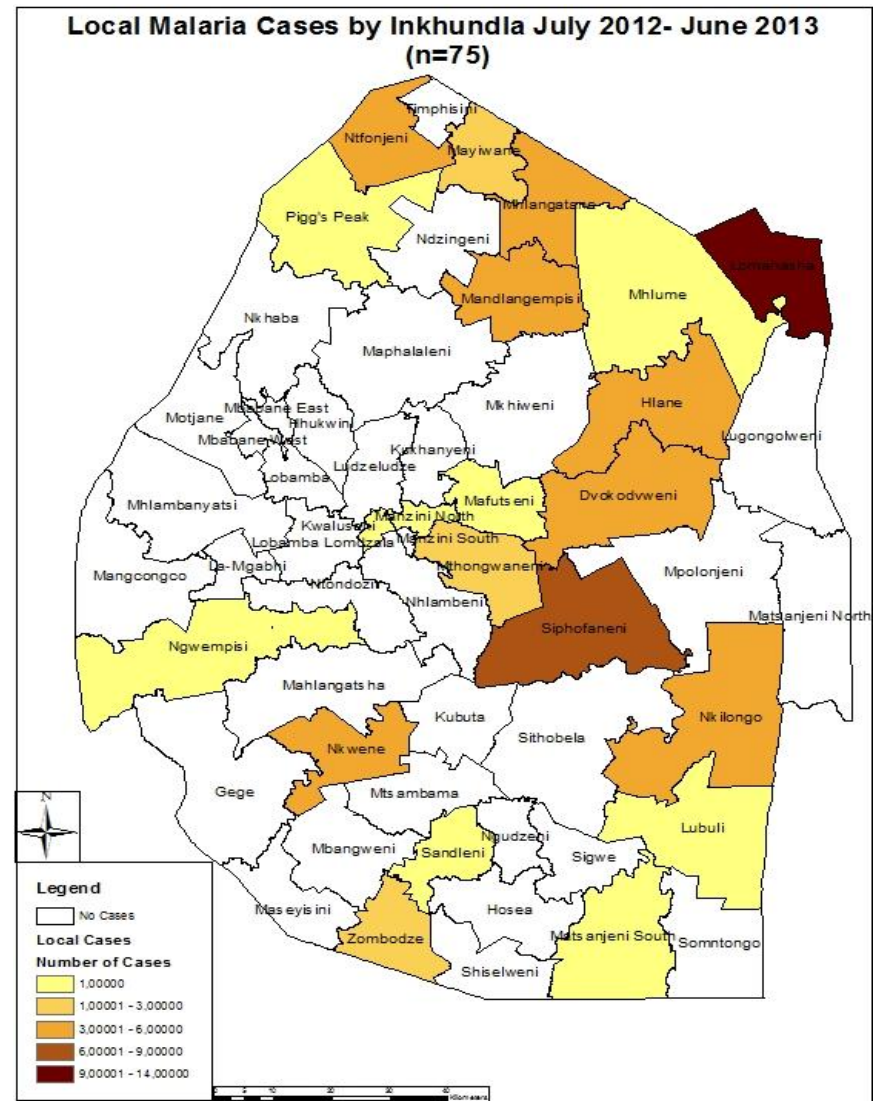 Local Malaria Cases by Inkhundla July 2012- June 2013
(n=75)
Timphisini
Ntfonjeni
Mayiwane
Mhlangatane
Pigg's Peak
Ndzingeni
Lomahasha
Mandlangempisi
Mhlume
Nkhaba
Maphalaleni
Mkhiweni
Hlane
Mbabane East
Motjane
Hhukwini
Mbabane West
Kukhanyeni
Lugongolweni
Lobamba
Ludzeludze
Mhlambanyatsi
Mafutseni
Dvokodvweni
Manzini North
Kwaluseni
Manzini South
Lobamba Lomdzala
La-Mgabhi
Mthongwaneni
Mangcongco
Ntondozi
Mpolonjeni
Nhlambeni
Matsanjeni North
Siphofaneni
Ngwempisi
Mahlangatsha
Kubuta
Nkilongo
Sithobela
Nkwene
Gege
Mtsambama
Ngudzeni
Lubuli
Mbangweni
Sandleni
Sigwe
Maseyisini
Hosea
Zombodze
Matsanjeni South
Somntongo
Shiselweni
N
Legend
No Cases
Local Cases
Number of Cases
1,00000
1,00001 - 3,00000
3,00001 - 6,00000
6,00001 - 9,00000
9,00001 - 14,00000
Kilometers